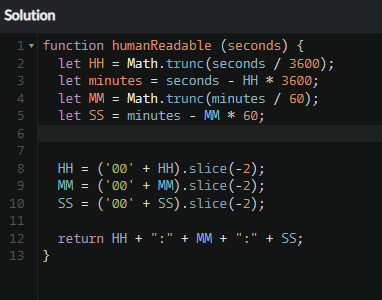 Solution
1 function humanReadable (seconds) {
2 let HH = Math.trunc(seconds / 3600);
3 let minutes = seconds - HH * 3600;
4 let MM = Math.trunc(minutes / 60);
5 let SS = minutes - MM * 60;
6
7
8 HH = ('00' + HH).slice(-2);
9 MM = ('00' + MM).slice(-2);
10 SS = ('00' + SS).slice(-2);
11
12 return HH + ":" + MM + ":" + SS;
13 }